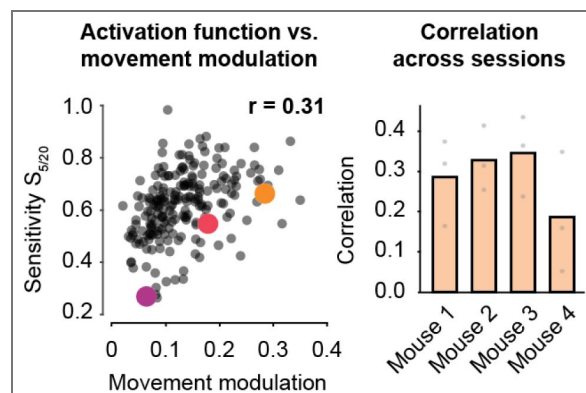 Activation function vs.
movement modulation
r = 0.31
Sensitivity S5/20
1.0
0.8
0.6
0.4
0.2
0 0.1 0.2 0.3 0.4
Movement modulation
Correlation
across sessions
Correlation
0.4
0.3
0.2
0.1
0.0
Mouse 1
Mouse 2
Mouse 3
Mouse 4